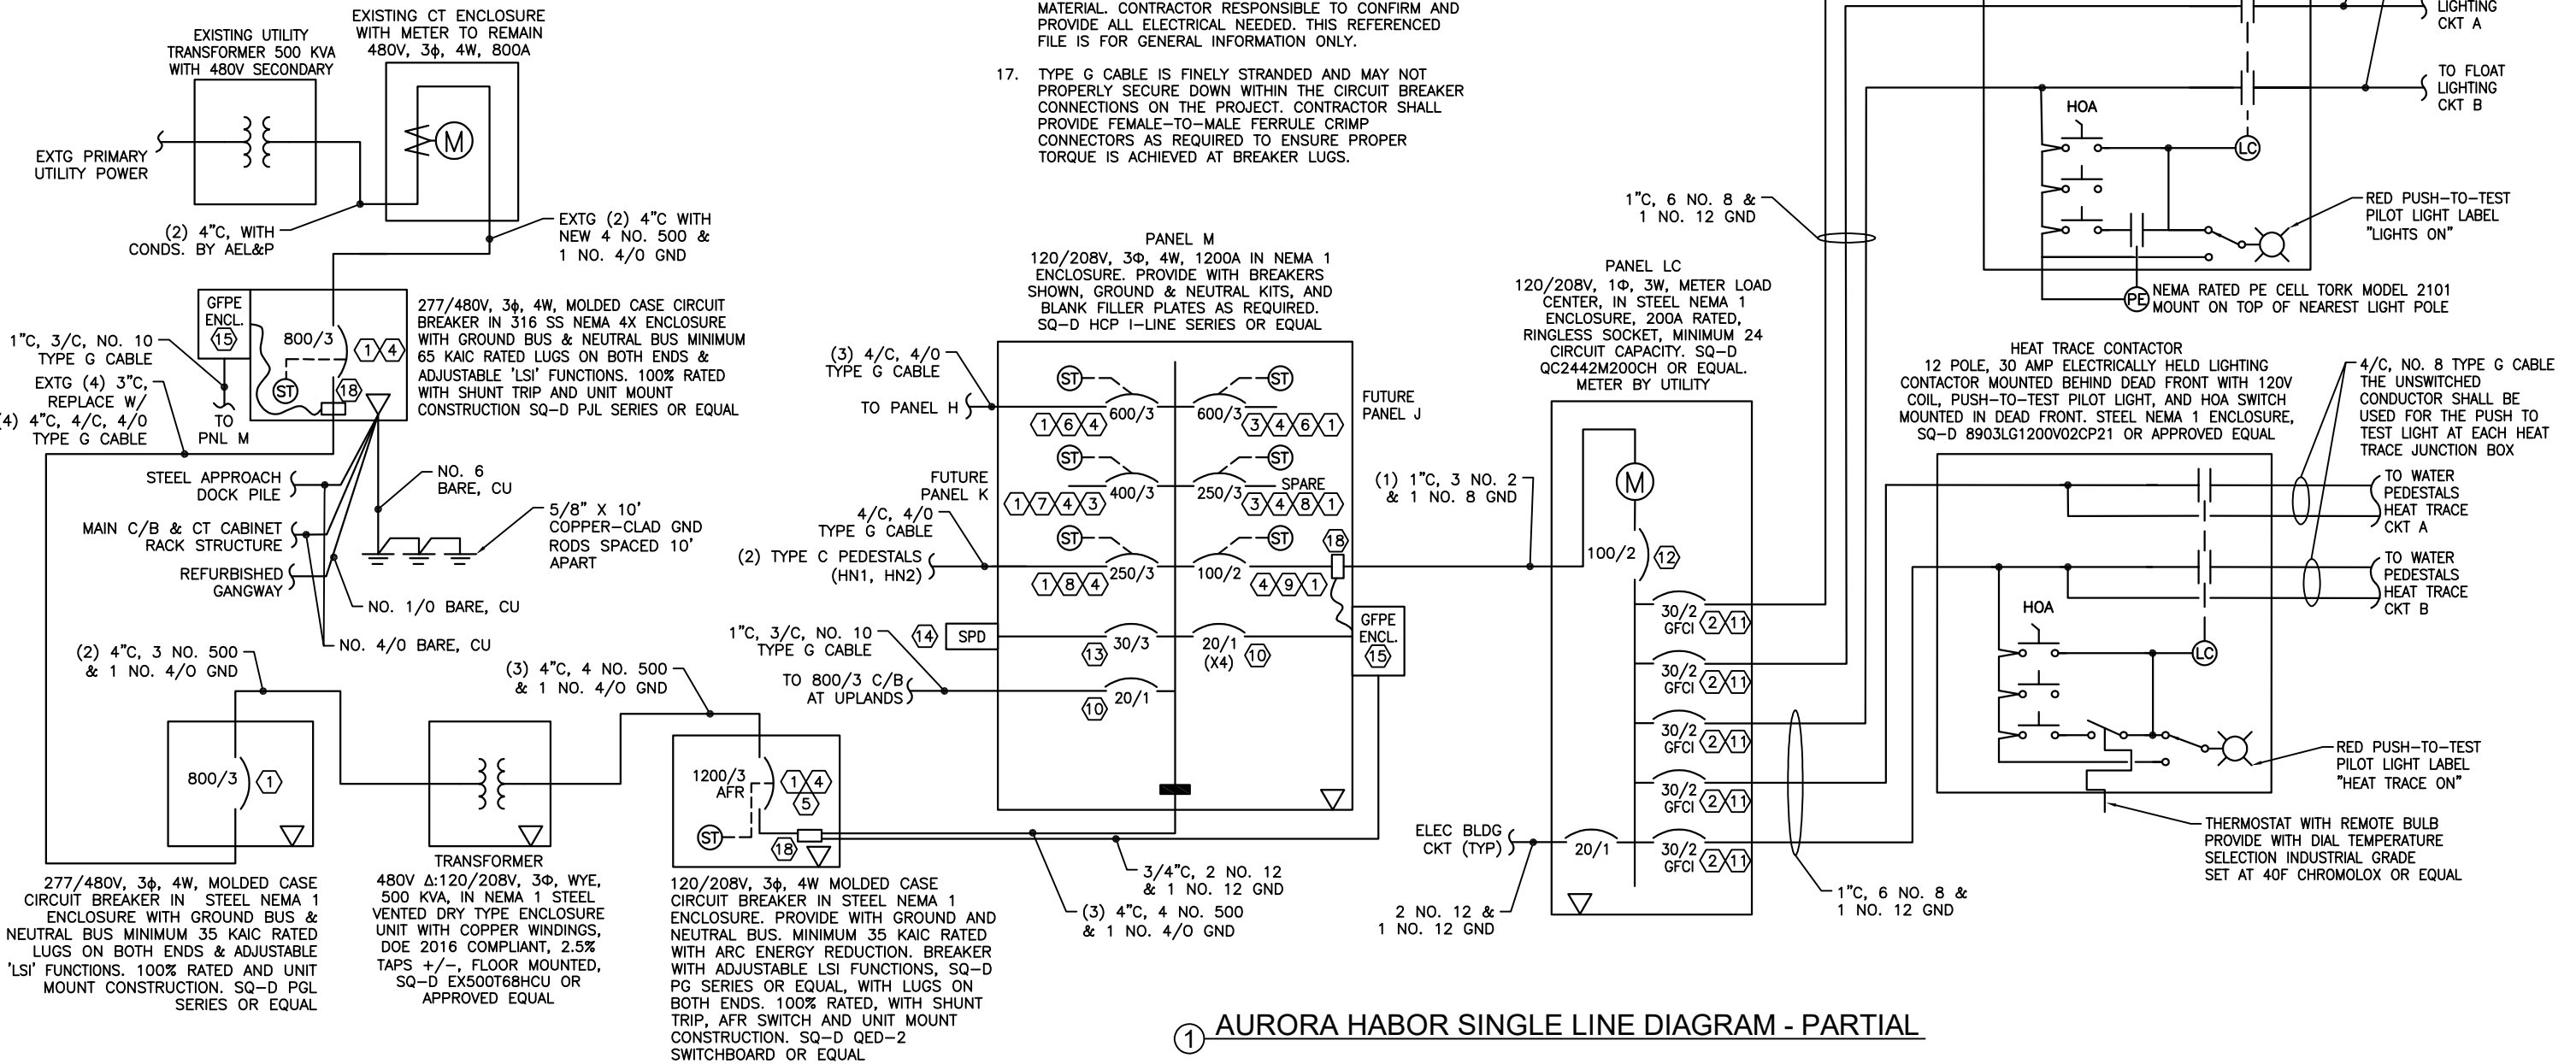 EXISTING UTILITY
TRANSFORMER 500 KVA
WITH 480V SECONDARY
EXISTING CT ENCLOSURE
WITH METER TO REMAIN
480V, 3ϕ, 4W, 800A
M
EXTG PRIMARY
UTILITY POWER
(2) 4"C, WITH
CONDS. BY AEL&P
EXTG (2) 4"C WITH
NEW 4 NO. 500 &
1 NO. 4/0 GND
MATERIAL. CONTRACTOR RESPONSIBLE TO CONFIRM AND
PROVIDE ALL ELECTRICAL NEEDED. THIS REFERENCED
FILE IS FOR GENERAL INFORMATION ONLY.
17. TYPE G CABLE IS FINELY STRANDED AND MAY NOT
PROPERLY SECURE DOWN WITHIN THE CIRCUIT BREAKER
CONNECTIONS ON THE PROJECT. CONTRACTOR SHALL
PROVIDE FEMALE-TO-MALE FERRULE CRIMP
CONNECTORS AS REQUIRED TO ENSURE PROPER
TORQUE IS ACHIEVED AT BREAKER LUGS.
GFPE
ENCL.
15
800/3
1 4
ST
18
277/480V, 3ϕ, 4W, MOLDED CASE CIRCUIT
BREAKER IN 316 SS NEMA 4X ENCLOSURE
WITH GROUND BUS & NEUTRAL BUS MINIMUM
65 KAIC RATED LUGS ON BOTH ENDS &
ADJUSTABLE 'LSI' FUNCTIONS. 100% RATED
WITH SHUNT TRIP AND UNIT MOUNT
CONSTRUCTION SQ-D PJL SERIES OR EQUAL
1"C, 3/C, NO. 10
TYPE G CABLE
EXTG (4) 3"C,
REPLACE W/
(4) 4"C, 4/C, 4/0
TYPE G CABLE
TO
PNL M
STEEL APPROACH
DOCK PILE
MAIN C/B & CT CABINET
RACK STRUCTURE
REFURBISHED
GANGWAY
NO. 6
BARE, CU
5/8" X 10'
COPPER-CLAD GND
RODS SPACED 10'
APART
NO. 1/0 BARE, CU
NO. 4/0 BARE, CU
(2) 4"C, 3 NO. 500
& 1 NO. 4/0 GND
800/3
1
277/480V, 3ϕ, 4W, MOLDED CASE
CIRCUIT BREAKER IN STEEL NEMA 1
ENCLOSURE WITH GROUND BUS &
NEUTRAL BUS MINIMUM 35 KAIC RATED
LUGS ON BOTH ENDS & ADJUSTABLE
'LSI' FUNCTIONS. 100% RATED AND UNIT
MOUNT CONSTRUCTION. SQ-D PGL
SERIES OR EQUAL
TRANSFORMER
480V Δ:120/208V, 3Φ, WYE,
500 KVA, IN NEMA 1 STEEL
VENTED DRY TYPE ENCLOSURE
UNIT WITH COPPER WINDINGS,
DOE 2016 COMPLIANT, 2.5%
TAPS +/-, FLOOR MOUNTED,
SQ-D EX500T68HCU OR
APPROVED EQUAL
(3) 4"C, 4 NO. 500
& 1 NO. 4/0 GND
1200/3
AFR
1 4
5
ST
18
120/208V, 3ϕ, 4W MOLDED CASE
CIRCUIT BREAKER IN STEEL NEMA 1
ENCLOSURE. PROVIDE WITH GROUND AND
NEUTRAL BUS. MINIMUM 35 KAIC RATED
WITH ARC ENERGY REDUCTION. BREAKER
WITH ADJUSTABLE LSI FUNCTIONS, SQ-D
PG SERIES OR EQUAL, WITH LUGS ON
BOTH ENDS. 100% RATED, WITH SHUNT
TRIP, AFR SWITCH AND UNIT MOUNT
CONSTRUCTION. SQ-D QED-2
SWITCHBOARD OR EQUAL
3/4"C, 2 NO. 12
& 1 NO. 12 GND
(3) 4"C, 4 NO. 500
& 1 NO. 4/0 GND
PANEL M
120/208V, 3Φ, 4W, 1200A IN NEMA 1
ENCLOSURE. PROVIDE WITH BREAKERS
SHOWN, GROUND & NEUTRAL KITS, AND
BLANK FILLER PLATES AS REQUIRED.
SQ-D HCP I-LINE SERIES OR EQUAL
(3) 4/C, 4/0
TYPE G CABLE
TO PANEL H
ST
ST
600/3
600/3
1 6 4
3 4 6 1
FUTURE
PANEL J
FUTURE
PANEL K
ST
ST
400/3
250/3
SPARE
1 7 4 3
3 4 8 1
4/C, 4/0
TYPE G CABLE
(2) TYPE C PEDESTALS
(HN1, HN2)
ST
ST
250/3
100/2
1 8 4
4 9 1
18
14
SPD
30/3
13
20/1
(X4)
10
GFPE
ENCL.
15
1"C, 3/C, NO. 10
TYPE G CABLE
TO 800/3 C/B
AT UPLANDS
20/1
10
(1) 1"C, 3 NO. 2
& 1 NO. 8 GND
PANEL LC
120/208V, 1Φ, 3W, METER LOAD
CENTER, IN STEEL NEMA 1
ENCLOSURE, 200A RATED,
RINGLESS SOCKET, MINIMUM 24
CIRCUIT CAPACITY. SQ-D
QC2442M200CH OR EQUAL.
METER BY UTILITY
M
100/2
12
30/2
GFCI
2 11
30/2
GFCI
2 11
30/2
GFCI
2 11
30/2
GFCI
2 11
30/2
GFCI
2 11
20/1
ELEC BLDG
CKT (TYP)
2 NO. 12 &
1 NO. 12 GND
1"C, 6 NO. 8 &
1 NO. 12 GND
1"C, 6 NO. 8 &
1 NO. 12 GND
LIGHTING
CKT A
TO FLOAT
LIGHTING
CKT B
HOA
LC
RED PUSH-TO-TEST
PILOT LIGHT LABEL
"LIGHTS ON"
PE
NEMA RATED PE CELL TORK MODEL 2101
MOUNT ON TOP OF NEAREST LIGHT POLE
HEAT TRACE CONTACTOR
12 POLE, 30 AMP ELECTRICALLY HELD LIGHTING
CONTACTOR MOUNTED BEHIND DEAD FRONT WITH 120V
COIL, PUSH-TO-TEST PILOT LIGHT, AND HOA SWITCH
MOUNTED IN DEAD FRONT. STEEL NEMA 1 ENCLOSURE,
SQ-D 8903LG1200V02CP21 OR APPROVED EQUAL
4/C, NO. 8 TYPE G CABLE
THE UNSWITCHED
CONDUCTOR SHALL BE
USED FOR THE PUSH TO
TEST LIGHT AT EACH HEAT
TRACE JUNCTION BOX
TO WATER
PEDESTALS
HEAT TRACE
CKT A
TO WATER
PEDESTALS
HEAT TRACE
CKT B
HOA
LC
RED PUSH-TO-TEST
PILOT LIGHT LABEL
"HEAT TRACE ON"
THERMOSTAT WITH REMOTE BULB
PROVIDE WITH DIAL TEMPERATURE
SELECTION INDUSTRIAL GRADE
SET AT 40F CHROMOLOX OR EQUAL
1 AURORA HABOR SINGLE LINE DIAGRAM - PARTIAL